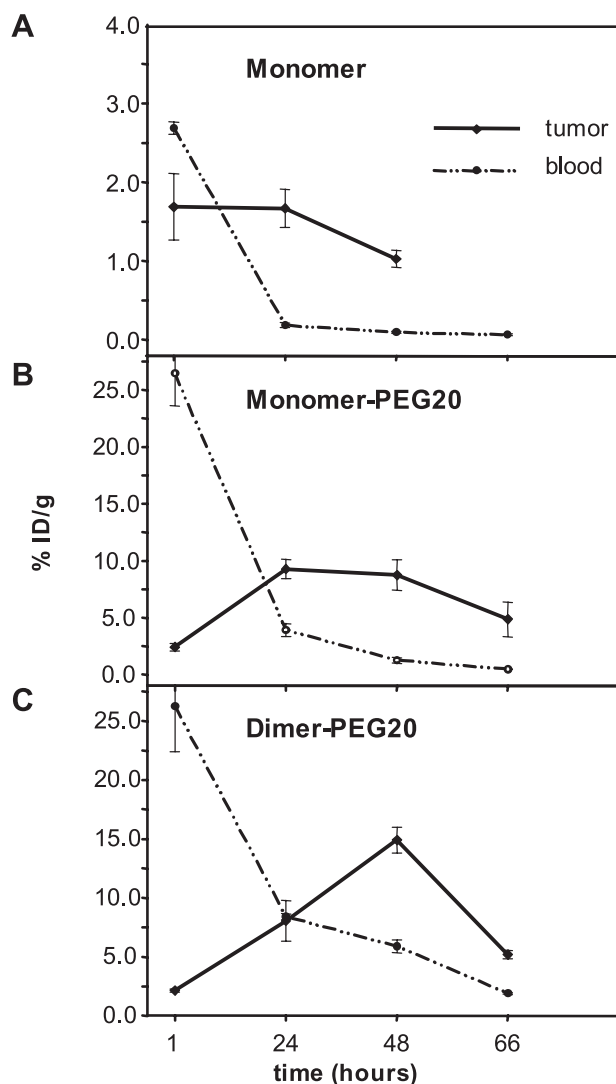 A
4.0
Monomer
3.0
tumor
blood
2.0
1.0
0.0
B
25.0
Monomer-PEG20
20.0
15.0
% ID/g
10.0
5.0
0.0
C
25.0
Dimer-PEG20
20.0
15.0
10.0
5.0
0.0
1 24 48 66
time (hours)